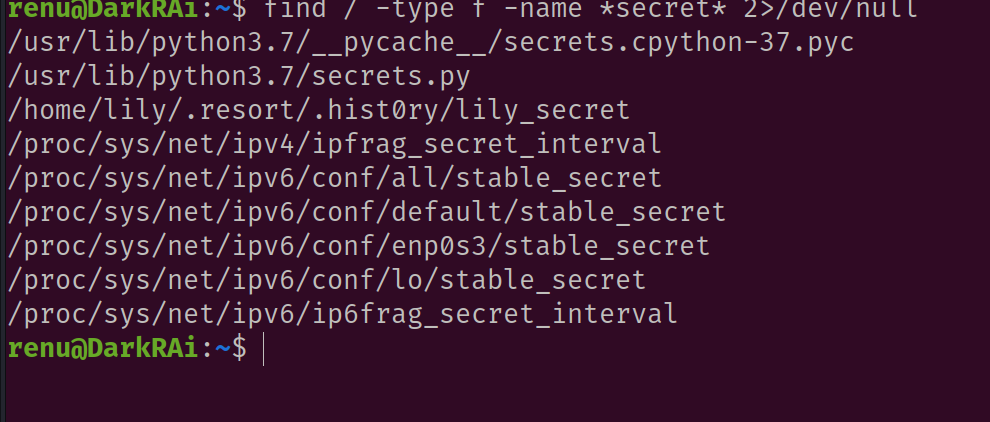 renu@DarkRAi:~$ find / -type f -name *secret* 2>/dev/null
/usr/lib/python3.7/__pycache__/secrets.cpython-37.pyc
/usr/lib/python3.7/secrets.py
/home/lily/.resort/.hist0ry/lily_secret
/proc/sys/net/ipv4/ipfrag_secret_interval
/proc/sys/net/ipv6/conf/all/stable_secret
/proc/sys/net/ipv6/conf/default/stable_secret
/proc/sys/net/ipv6/conf/enp0s3/stable_secret
/proc/sys/net/ipv6/conf/lo/stable_secret
/proc/sys/net/ipv6/ip6frag_secret_interval
renu@DarkRAi:~$